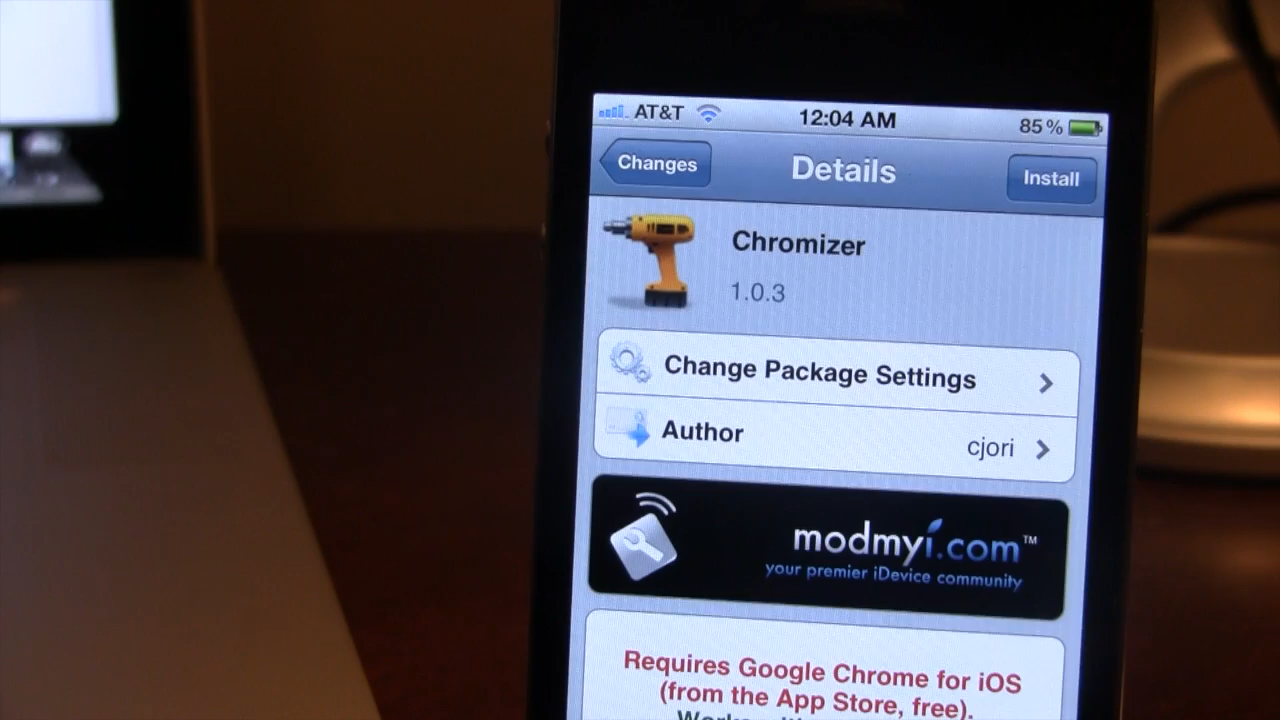 AT&T 12:04 AM 85%
Changes Details Install
Chromizer
1.0.3
Change Package Settings
Author cjori
modmyi.com™
your premier iDevice community
Requires Google Chrome for iOS
(from the App Store, free).